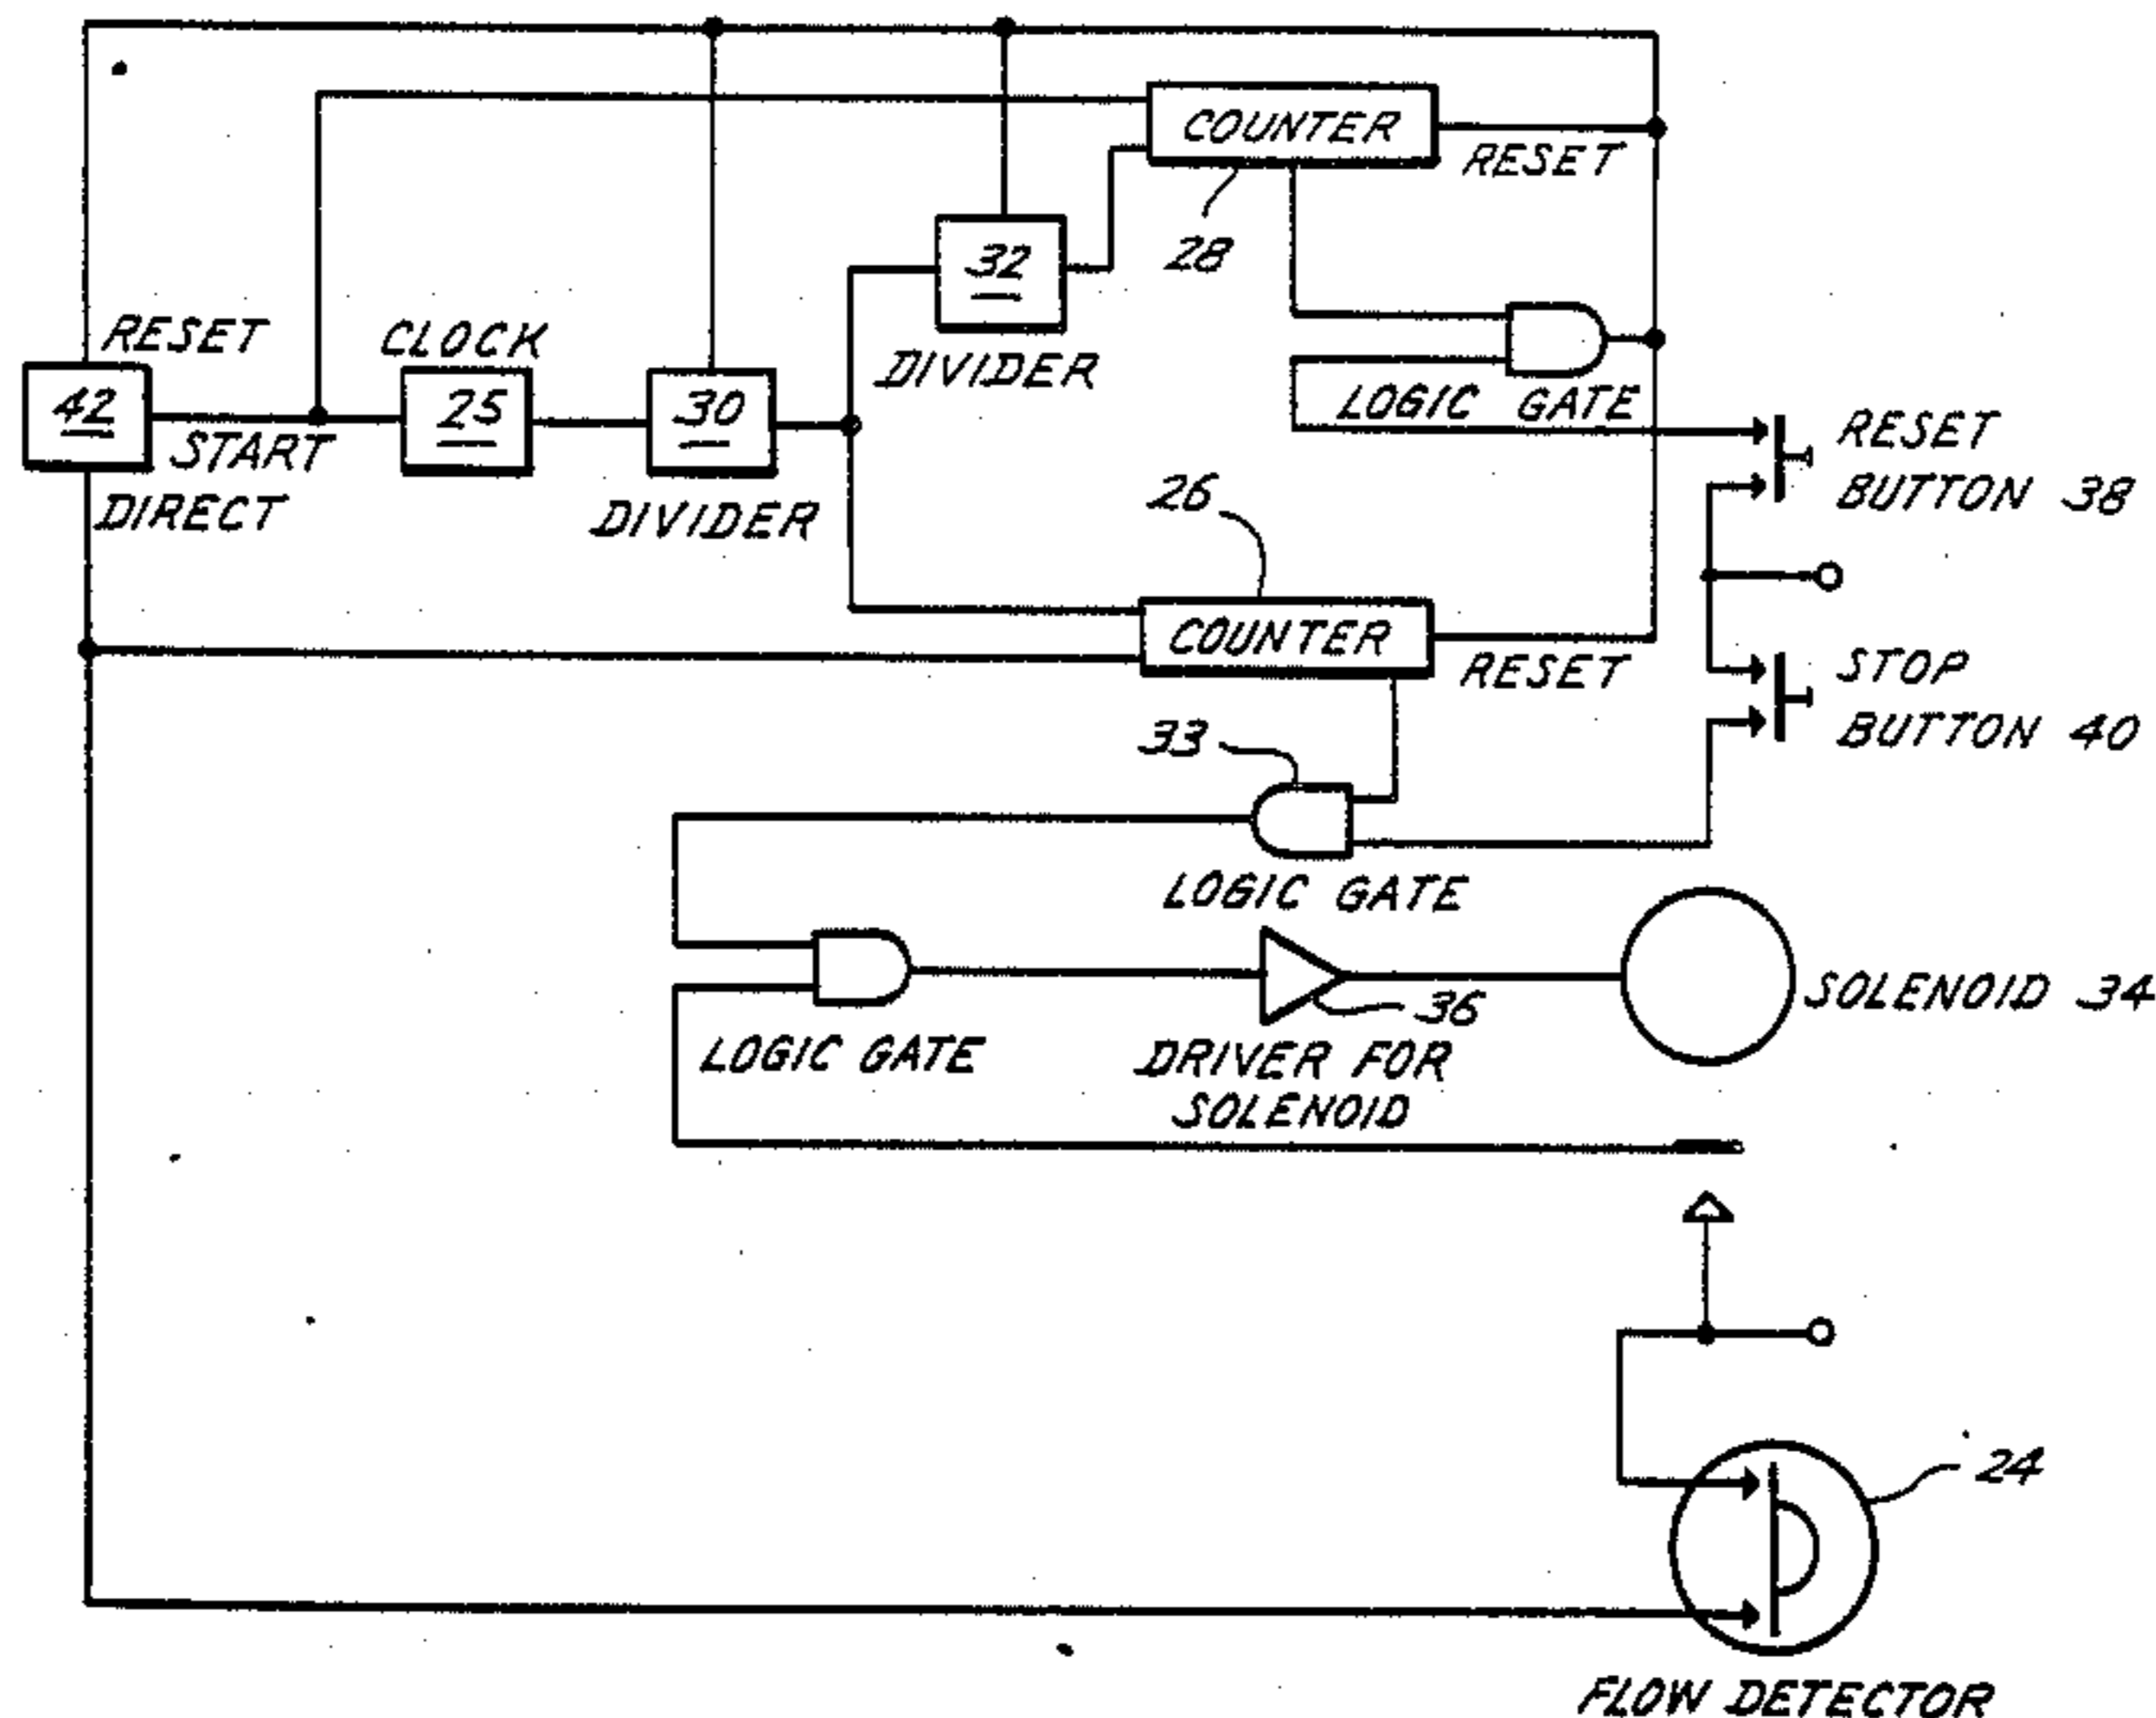 COUNTER
RESET
28
32
DIVIDER
RESET
CLOCK
42
25
30
START
DIRECT
DIVIDER
LOGIC GATE
RESET
BUTTON 38
26
COUNTER
RESET
STOP
BUTTON 40
33
LOGIC GATE
SOLENOID 34
36
LOGIC GATE
DRIVER FOR
SOLENOID
24
FLOW DETECTOR